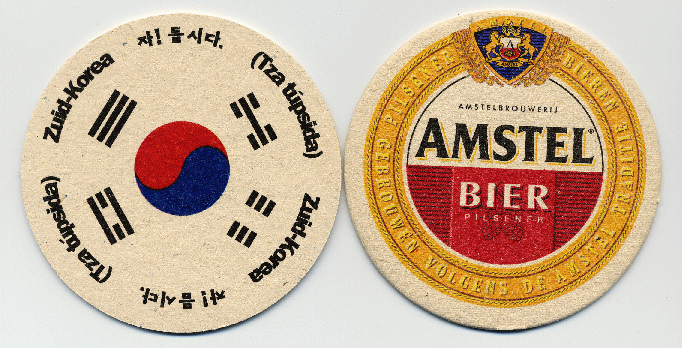 자! 듭시다.
(Tza túpsida)
Zuid-Korea
자! 듭시다.
(Tza túpsida)
Zuid-Korea
AMSTELBROUWERIJ
AMSTEL®
BIER
PILSENER
PILSENER BIEREN
GEBROUWEN VOLGENS DE AMSTEL TRADITIE